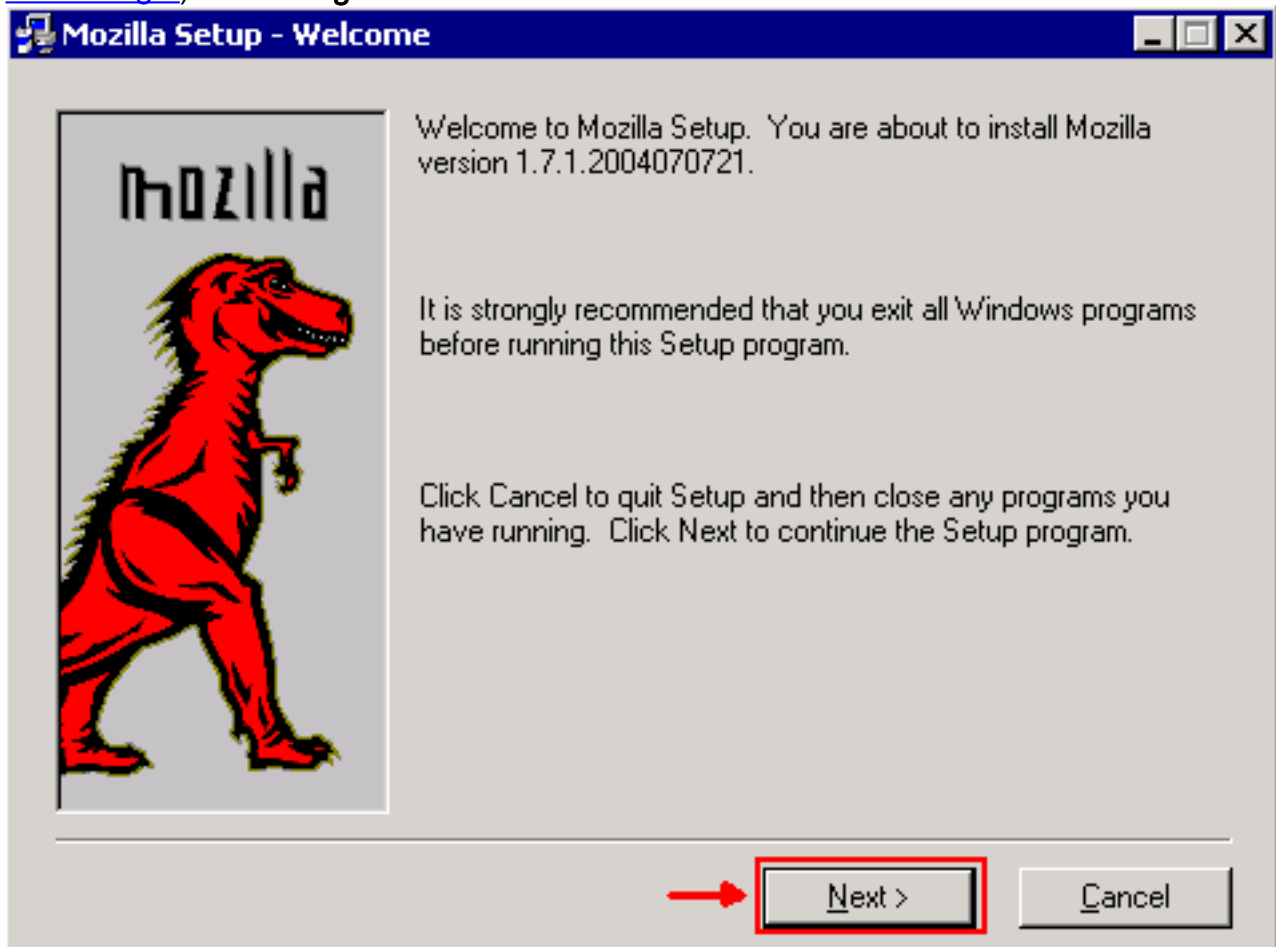 Mozilla Setup - Welcome
mozilla
Welcome to Mozilla Setup.  You are about to install Mozilla
version 1.7.1.2004070721.
It is strongly recommended that you exit all Windows programs
before running this Setup program.
Click Cancel to quit Setup and then close any programs you
have running.  Click Next to continue the Setup program.
Next >
Cancel